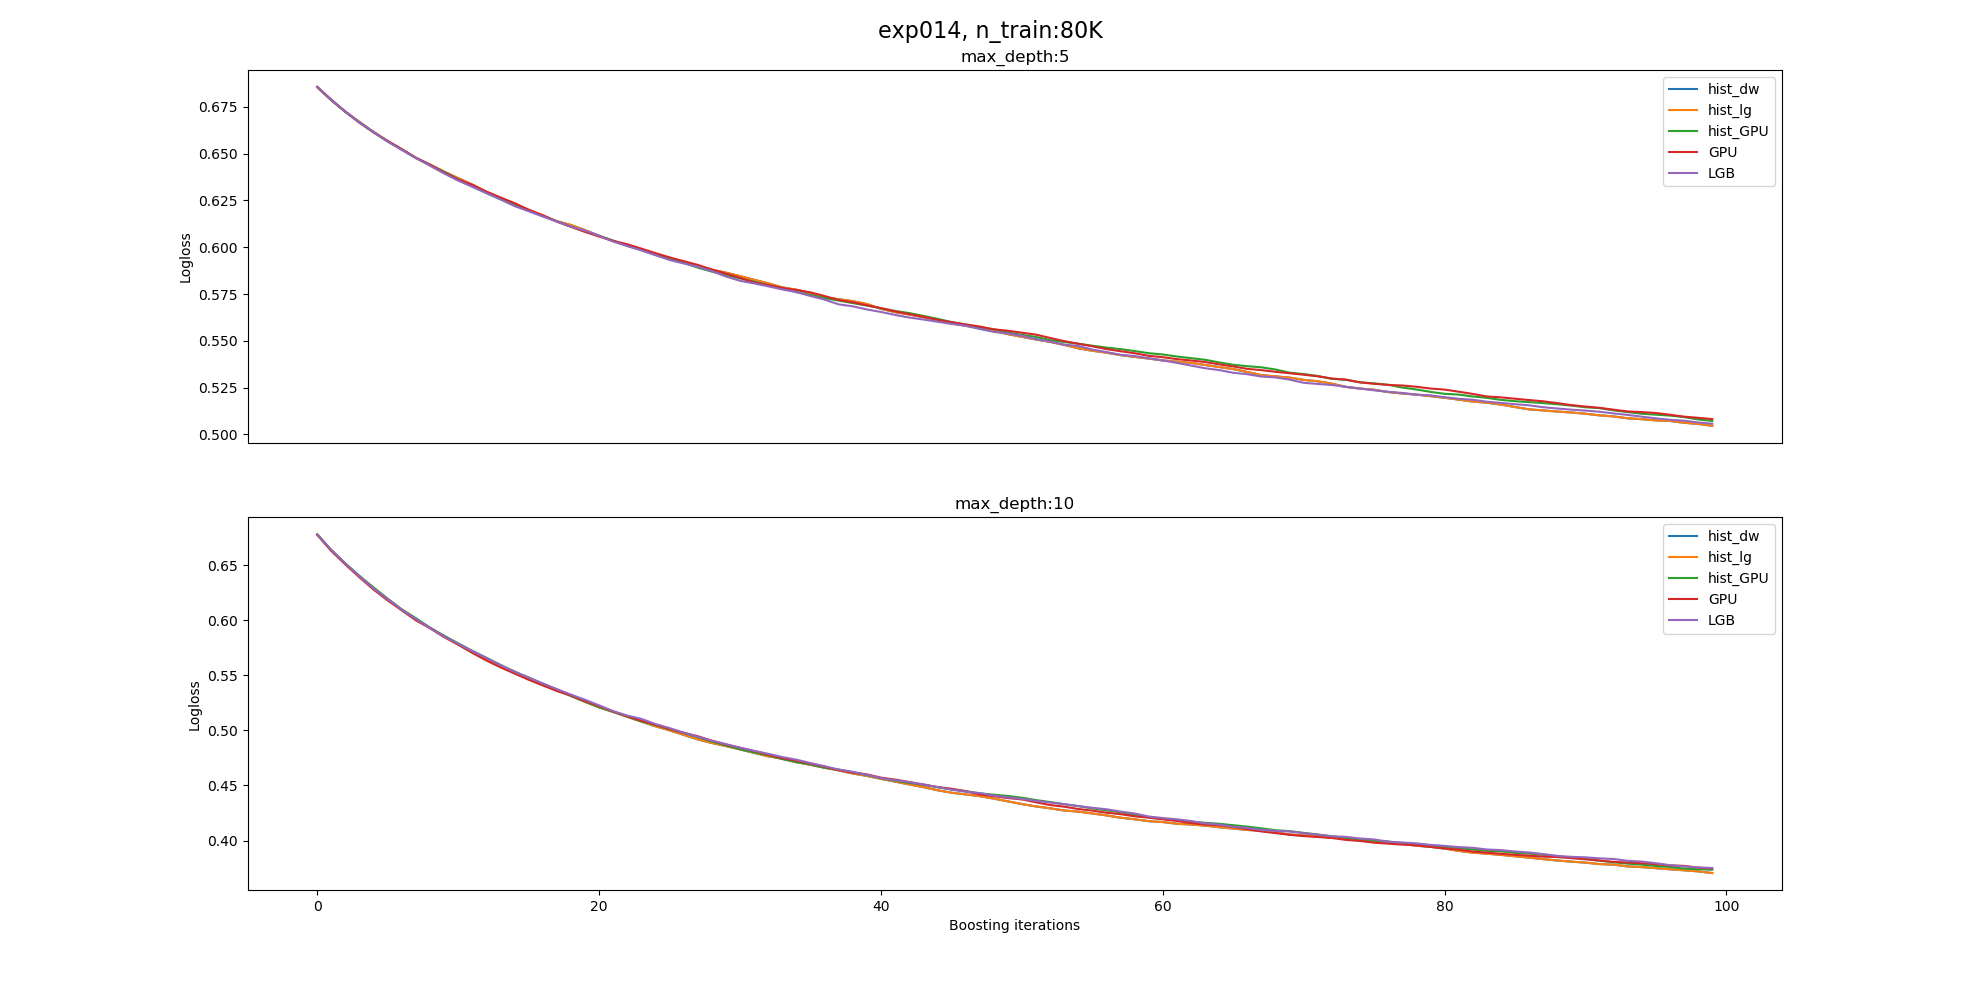 exp014, n_train:80K
max_depth:5
Logloss
0.675
0.650
0.625
0.600
0.575
0.550
0.525
0.500
hist_dw
hist_lg
hist_GPU
GPU
LGB
max_depth:10
Logloss
0.65
0.60
0.55
0.50
0.45
0.40
hist_dw
hist_lg
hist_GPU
GPU
LGB
0 20 40 60 80 100
Boosting iterations